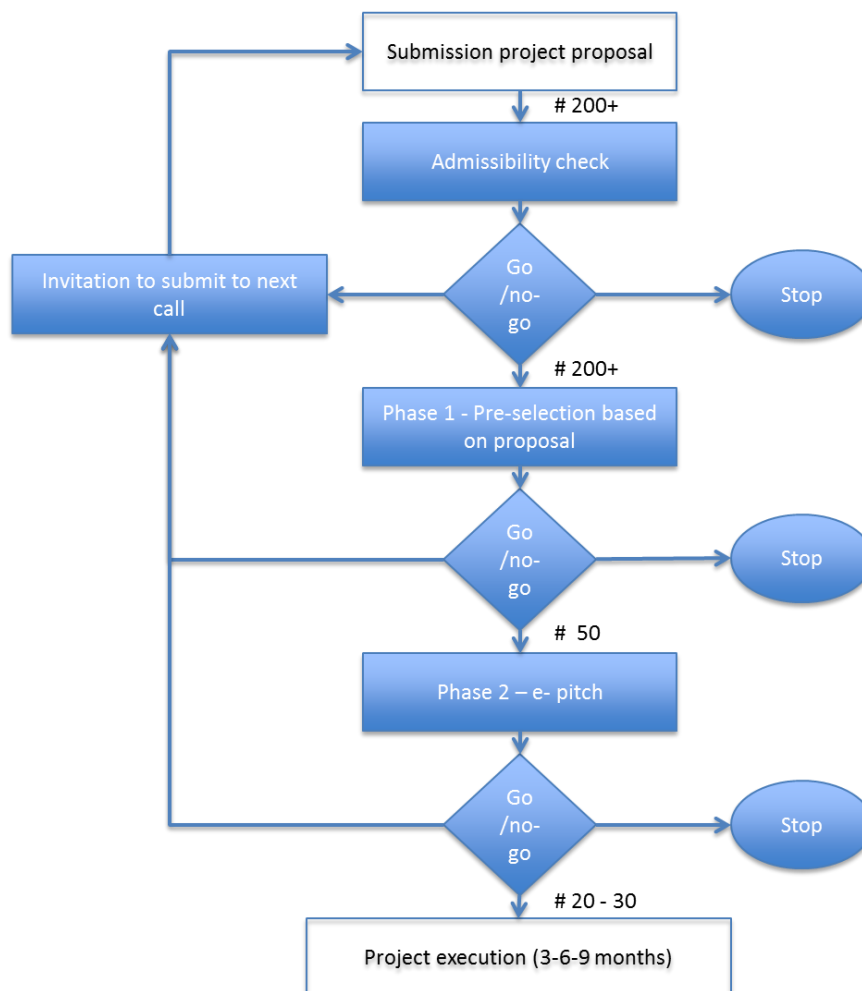 Submission project proposal
# 200+
Admissibility check
Go
/no-
go
Invitation to submit to next
call
Stop
# 200+
Phase 1 - Pre-selection based
on proposal
Go
/no-
go
Stop
# 50
Phase 2 – e- pitch
Go
/no-
go
Stop
# 20 - 30
Project execution (3-6-9 months)